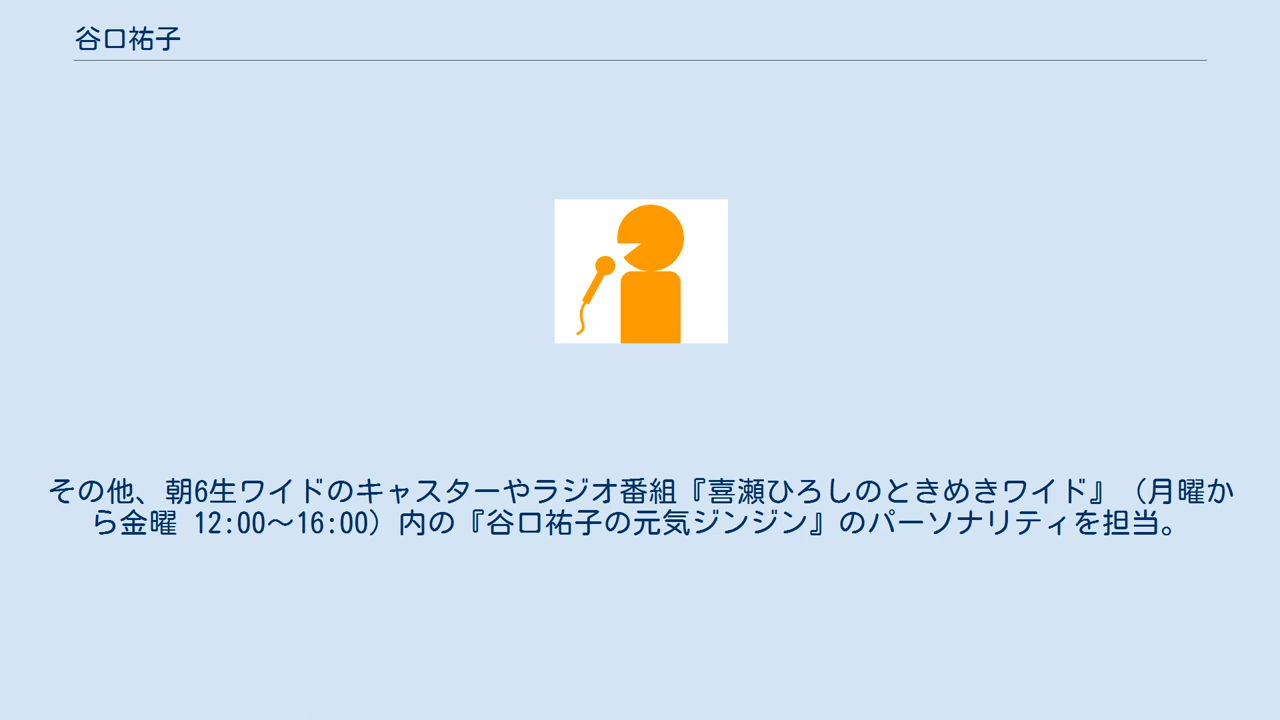 谷口祐子
その他、朝6生ワイドのキャスターやラジオ番組『喜瀬ひろしのときめきワイド』（月曜か
ら金曜 12:00〜16:00）内の『谷口祐子の元気ジンジン』のパーソナリティを担当。